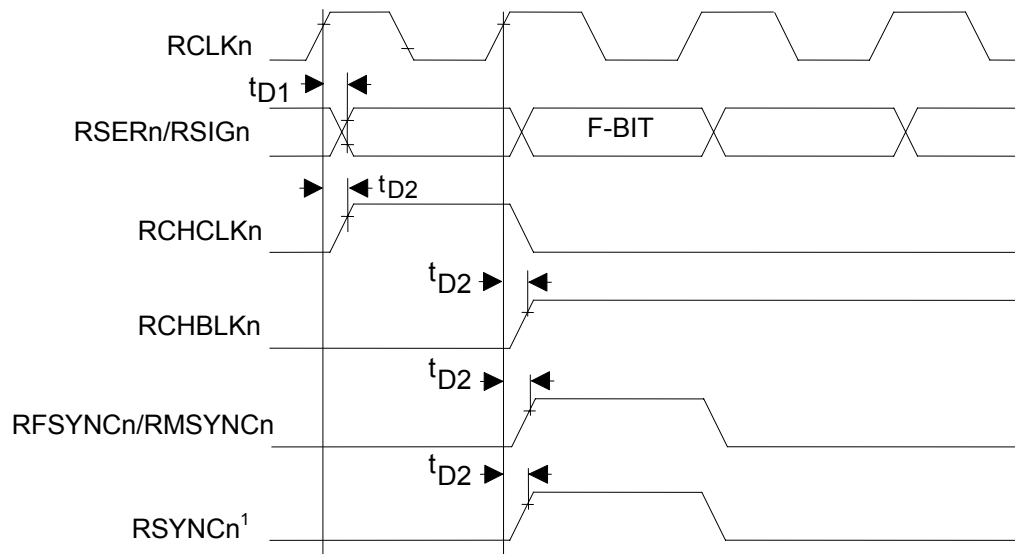 RCLKn
tD1
RSERn/RSIGn
F-BIT
tD2
RCHCLKn
tD2
RCHBLKn
tD2
RFSYNCn/RMSYNCn
tD2
RSYNCn¹